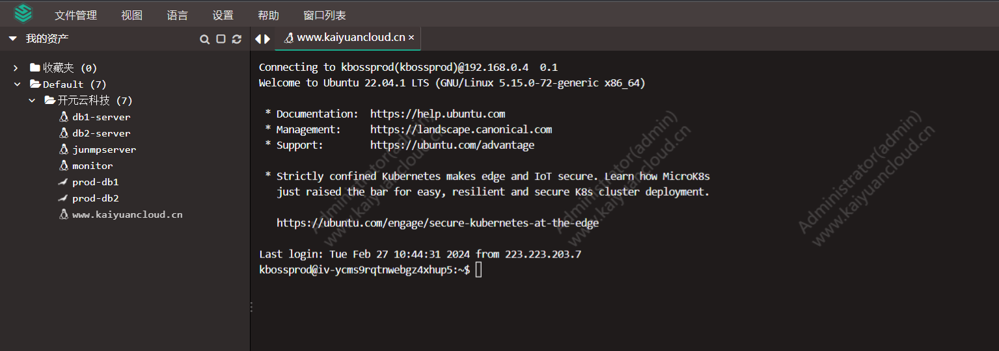 文件管理 视图 语言 设置 帮助 窗口列表
我的资产
www.kaiyuancloud.cn ×
收藏夹 (0)
Default (7)
开元云科技 (7)
db1-server
db2-server
junmpserver
monitor
prod-db1
prod-db2
www.kaiyuancloud.cn
Connecting to kbossprod(kbossprod)@192.168.0.4  0.1
Welcome to Ubuntu 22.04.1 LTS (GNU/Linux 5.15.0-72-generic x86_64)
* Documentation:  https://help.ubuntu.com
* Management:     https://landscape.canonical.com
* Support:        https://ubuntu.com/advantage
* Strictly confined Kubernetes makes edge and IoT secure. Learn how MicroK8s
just raised the bar for easy, resilient and secure K8s cluster deployment.
https://ubuntu.com/engage/secure-kubernetes-at-the-edge
Last login: Tue Feb 27 10:44:31 2024 from 223.223.203.7
kbossprod@iv-ycms9rqtnwebgz4xhup5:~$
Administrator(admin)
www.kaiyuancloud.cn
Administrator(admin)
www.kaiyuancloud.cn
Administrator(admin)
www.kaiyuancloud.cn